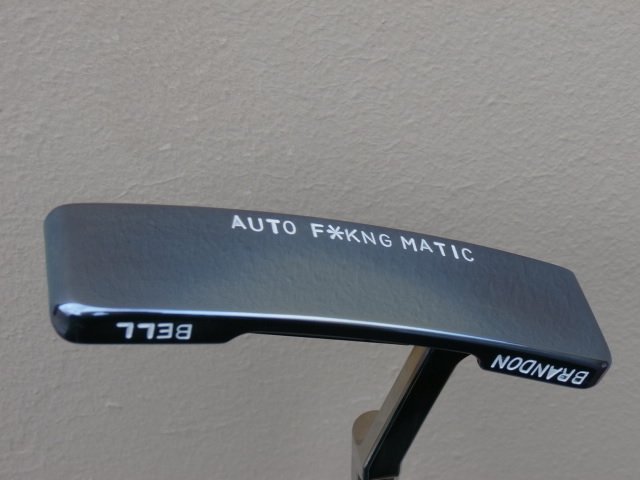 AUTO F*KNG MATIC
BRANDON
BELL